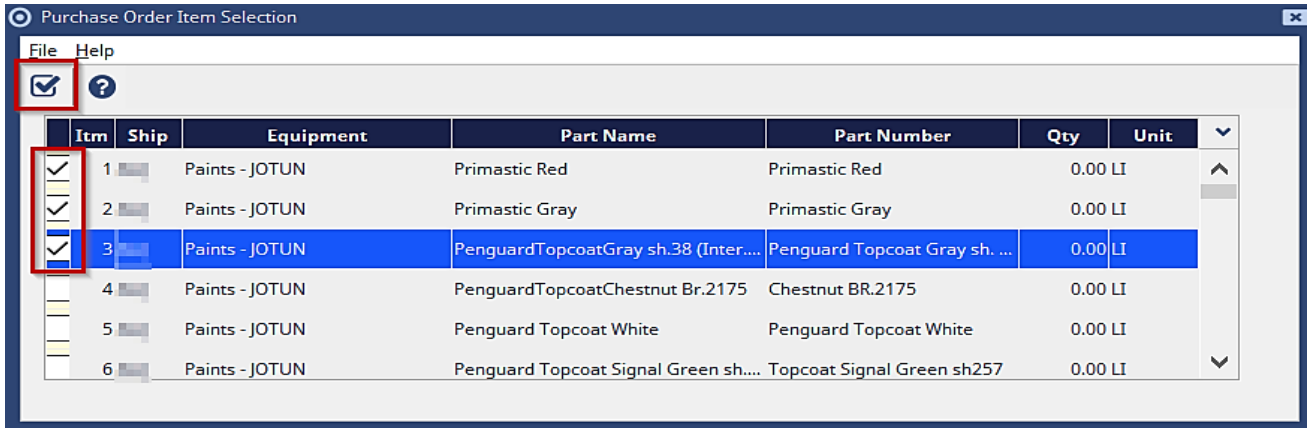 Purchase Order Item Selection
File Help
Itm Ship Equipment Part Name Part Number Qty Unit
1 Paints - JOTUN Primastic Red Primastic Red 0.00 LI
2 Paints - JOTUN Primastic Gray Primastic Gray 0.00 LI
3 Paints - JOTUN PenguardTopcoatGray sh.38 (Inter.... Penguard Topcoat Gray sh. ... 0.00 LI
4 Paints - JOTUN PenguardTopcoatChestnut Br.2175 Chestnut BR.2175 0.00 LI
5 Paints - JOTUN Penguard Topcoat White Penguard Topcoat White 0.00 LI
6 Paints - JOTUN Penguard Topcoat Signal Green sh.... Topcoat Signal Green sh257 0.00 LI